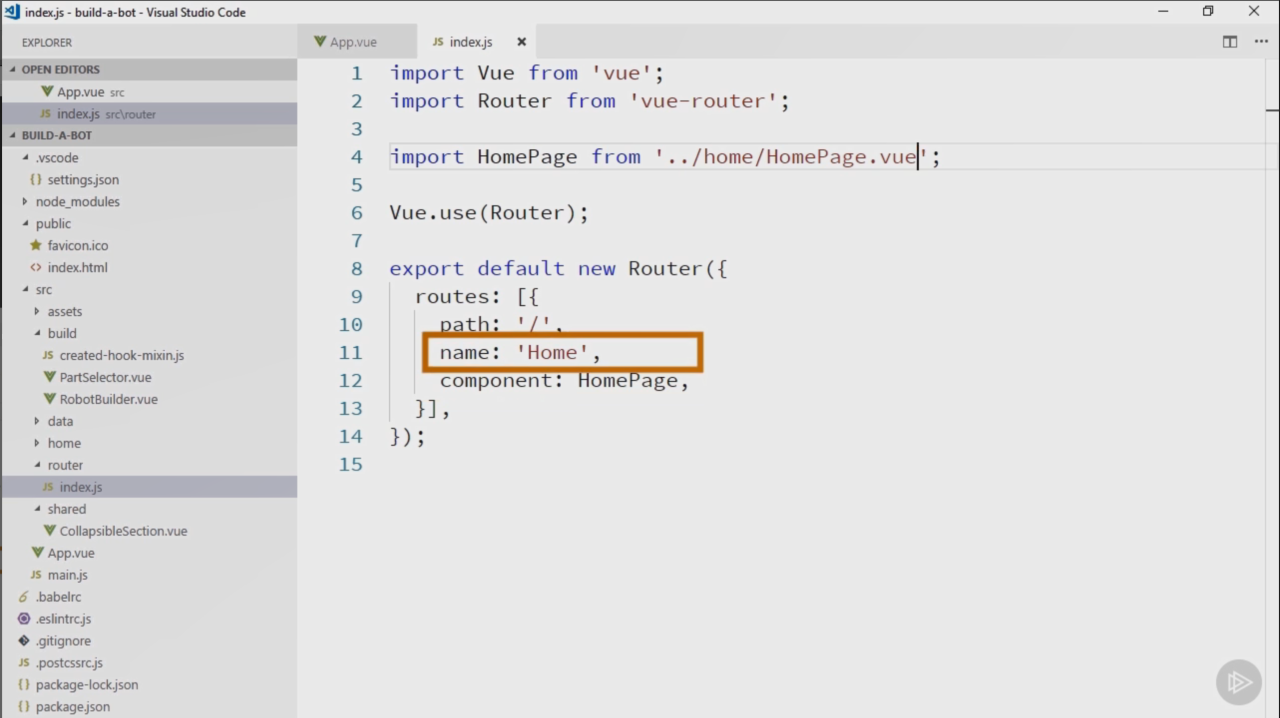 index.js - build-a-bot - Visual Studio Code
EXPLORER
OPEN EDITORS
App.vue src
index.js src\router
BUILD-A-BOT
.vscode
{} settings.json
node_modules
public
favicon.ico
<> index.html
src
assets
build
JS created-hook-mixin.js
PartSelector.vue
RobotBuilder.vue
data
home
router
JS index.js
shared
CollapsibleSection.vue
App.vue
JS main.js
.babelrc
.eslintrc.js
.gitignore
JS .postcssrc.js
{} package-lock.json
{} package.json
App.vue
JS index.js
1 import Vue from 'vue';
2 import Router from 'vue-router';
3
4 import HomePage from '../home/HomePage.vue';
5
6 Vue.use(Router);
7
8 export default new Router({
9 routes: [{
10 path: '/',
11 name: 'Home',
12 component: HomePage,
13 }],
14 });
15